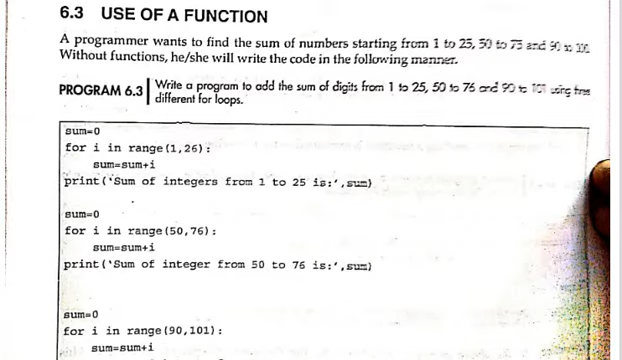 6.3 USE OF A FUNCTION
A programmer wants to find the sum of numbers starting from 1 to 25, 50 to 75 and 90 to
Without functions, he/she will write the code in the following manner.
PROGRAM 6.3 Write a program to add the sum of digits from 1 to 25, 50 to 76 and 90 to using
different for loops.
sum=0
for i in range(1,26):
sum=sum+i
print(‘Sum of integers from 1 to 25 is:’,sum)
sum=0
for i in range(50,76):
sum=sum+i
print(‘Sum of integer from 50 to 76 is:’,sum)
sum=0
for i in range(90,101):
sum=sum+i